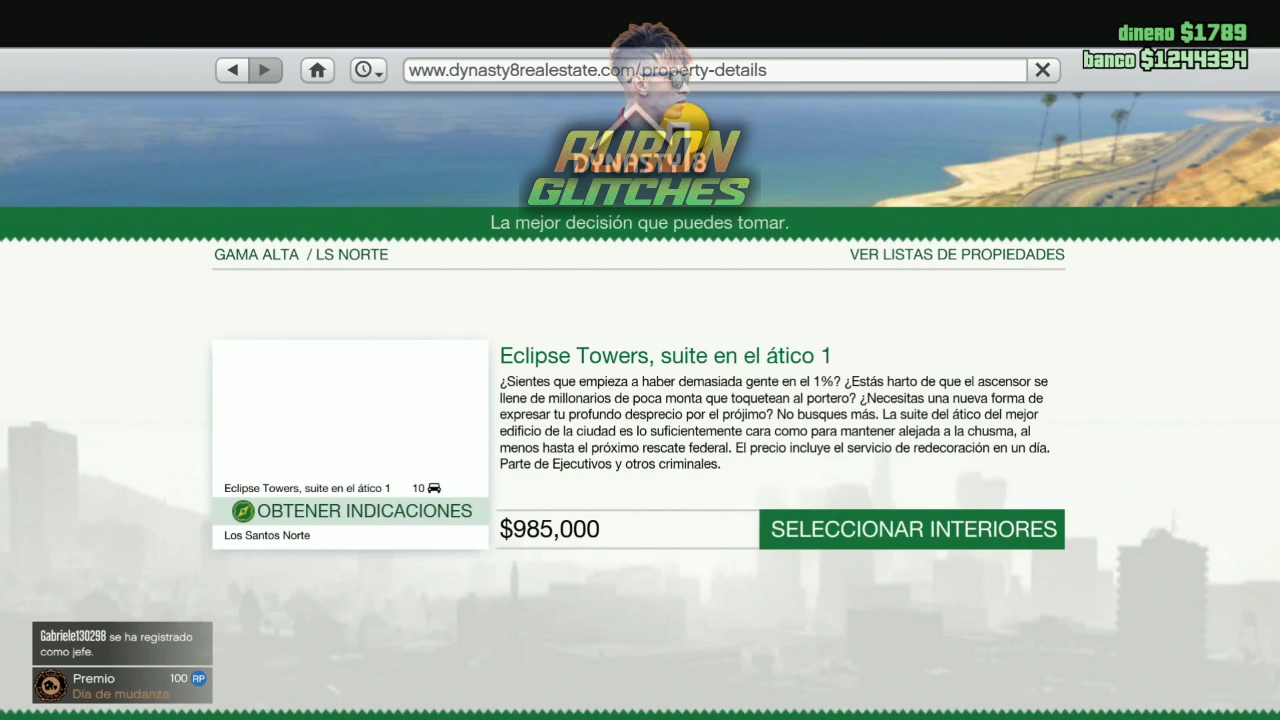 dinero $1789
banco $1244334
www.dynasty8realestate.com/property-details
DYNASTY 8
GLITCHES
La mejor decisión que puedes tomar.
GAMA ALTA / LS NORTE
VER LISTAS DE PROPIEDADES
Eclipse Towers, suite en el ático 1
¿Sientes que empieza a haber demasiada gente en el 1%? ¿Estás harto de que el ascensor se
llene de millonarios de poca monta que toquetean al portero? ¿Necesitas una nueva forma de
expresar tu profundo desprecio por el prójimo? No busques más. La suite del ático del mejor
edificio de la ciudad es lo suficientemente cara como para mantener alejada a la chusma, al
menos hasta el próximo rescate federal. El precio incluye el servicio de redecoración en un día.
Parte de Ejecutivos y otros criminales.
Eclipse Towers, suite en el ático 1 10
OBTENER INDICACIONES
Los Santos Norte
$985,000
SELECCIONAR INTERIORES
Gabriele130298 se ha registrado
como jefe.
Premio 100 RP
Día de mudanza